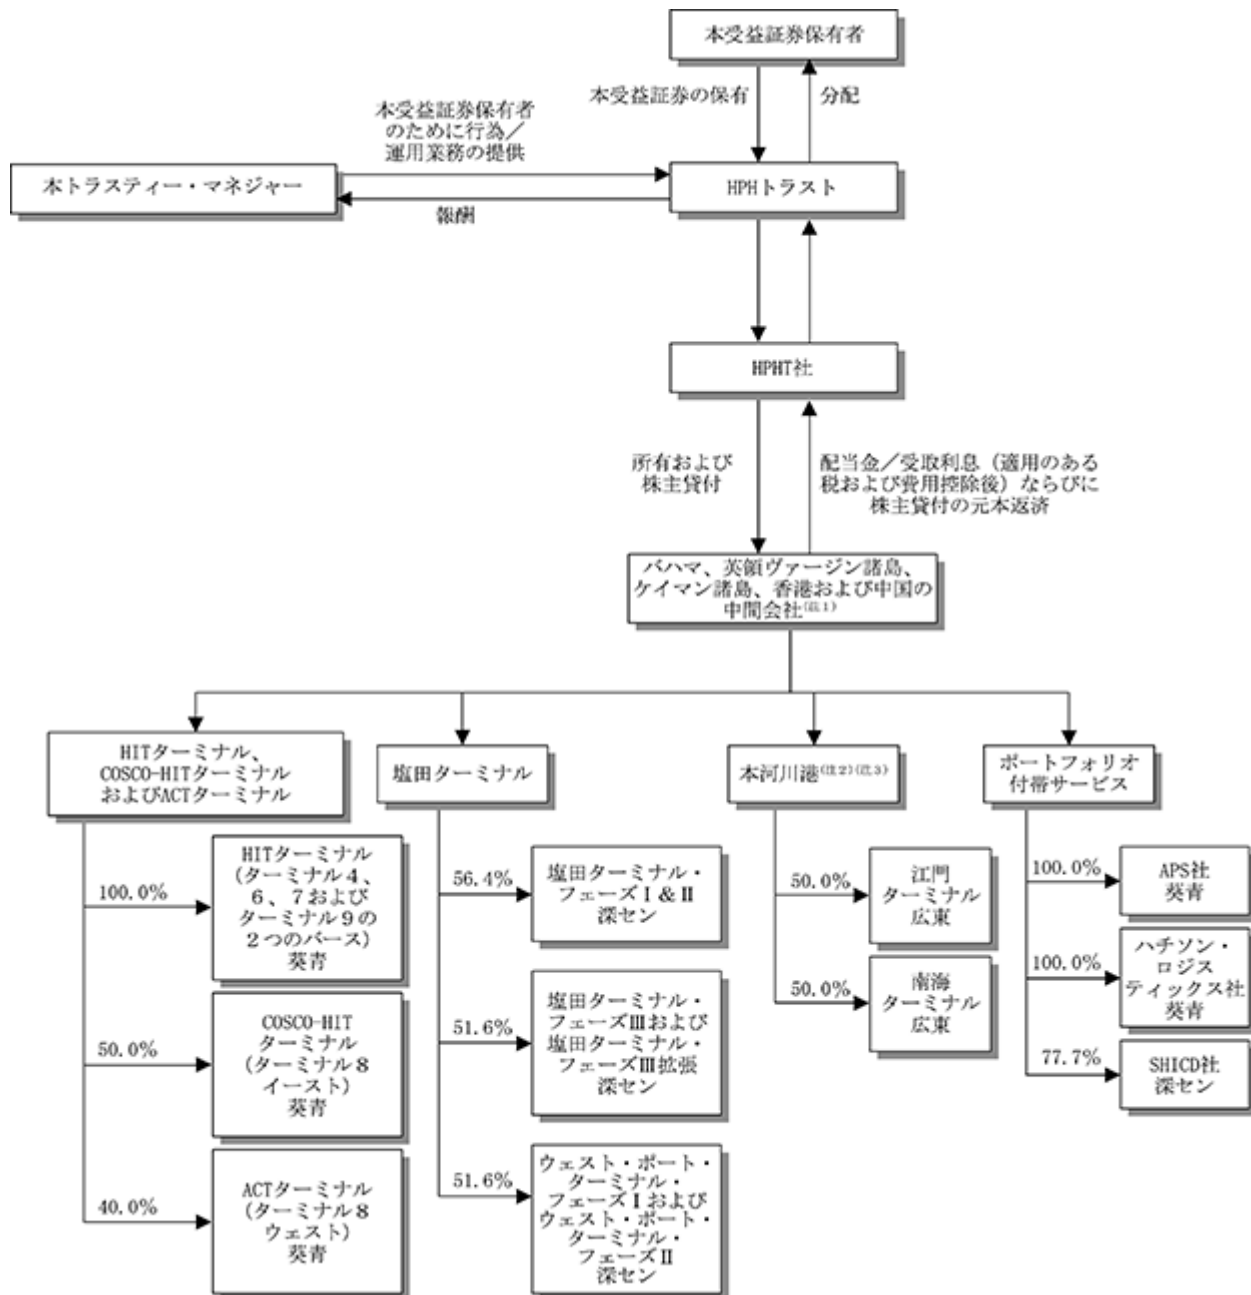 本受益証券保有者
本受益証券の保有
分配
本受益証券保有者
のために行為／
運用業務の提供
本トラスティー・マネジャー
HPHトラスト
報酬
HPHT社
所有および
株主貸付
配当金／受取利息（適用のある
税および費用控除後）ならびに
株主貸付の元本返済
バハマ、英領ヴァージン諸島、
ケイマン諸島、香港および中国の
中間会社(注1)
HITターミナル、
COSCO-HITターミナル
およびACTターミナル
100.0%
HITターミナル
(ターミナル４、
６、７および
ターミナル９の
２つのバース)
葵青
50.0%
COSCO-HIT
ターミナル
(ターミナル８
イースト)
葵青
40.0%
ACTターミナル
(ターミナル８
ウェスト)
葵青
塩田ターミナル
56.4%
塩田ターミナル・
フェーズⅠ＆Ⅱ
深セン
51.6%
塩田ターミナル・
フェーズⅢおよび
塩田ターミナル・
フェーズⅢ拡張
深セン
51.6%
ウェスト・ポート・
ターミナル・
フェーズⅠおよび
ウェスト・ポート・
ターミナル・
フェーズⅡ
深セン
本河川港(注2)(注3)
50.0%
江門
ターミナル
広東
50.0%
南海
ターミナル
広東
ポートフォリオ
付帯サービス
100.0%
APS社
葵青
100.0%
ハチソン・
ロジス
ティックス社
葵青
77.7%
SHICD社
深セン